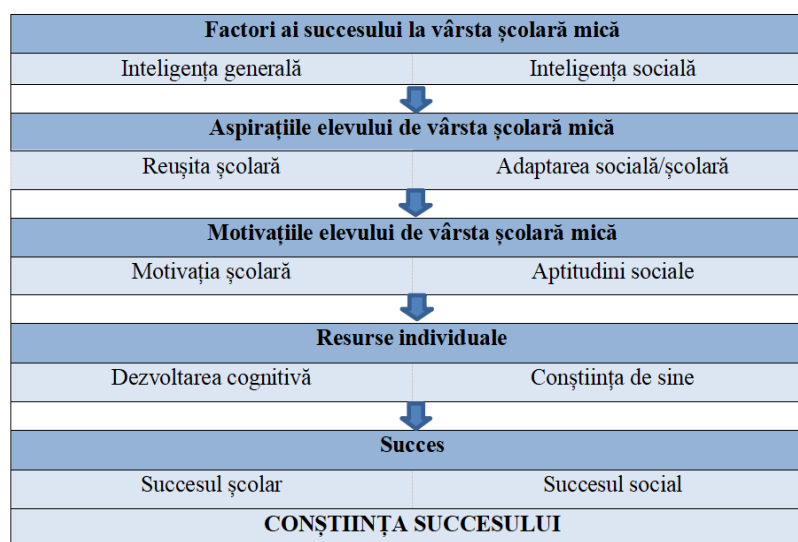 Factori ai succesului la vârsta școlară mică
Inteligența generală
Inteligența socială
Aspirațiile elevului de vârsta școlară mică
Reușita școlară
Adaptarea socială/școlară
Motivațiile elevului de vârsta școlară mică
Motivația școlară
Aptitudini sociale
Resurse individuale
Dezvoltarea cognitivă
Conștiința de sine
Succes
Succesul școlar
Succesul social
CONȘTIINȚA SUCCESULUI